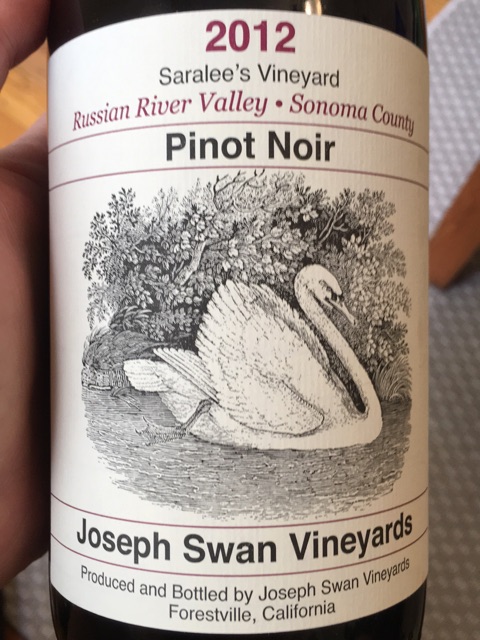 2012
Saralee's Vineyard
Russian River Valley • Sonoma County
Pinot Noir
Joseph Swan Vineyards
Produced and Bottled by Joseph Swan Vineyards
Forestville, California